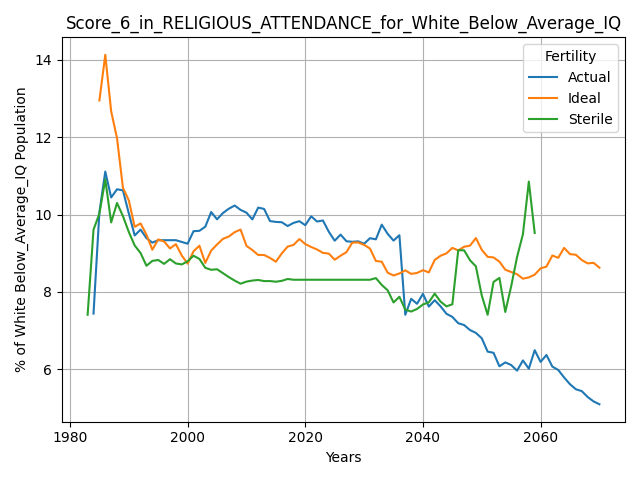 Score_6_in_RELIGIOUS_ATTENDANCE_for_White_Below_Average_IQ
% of White Below_Average_IQ Population
14
12
10
8
6
Fertility
Actual
Ideal
Sterile
1980
2000
2020
2040
2060
Years